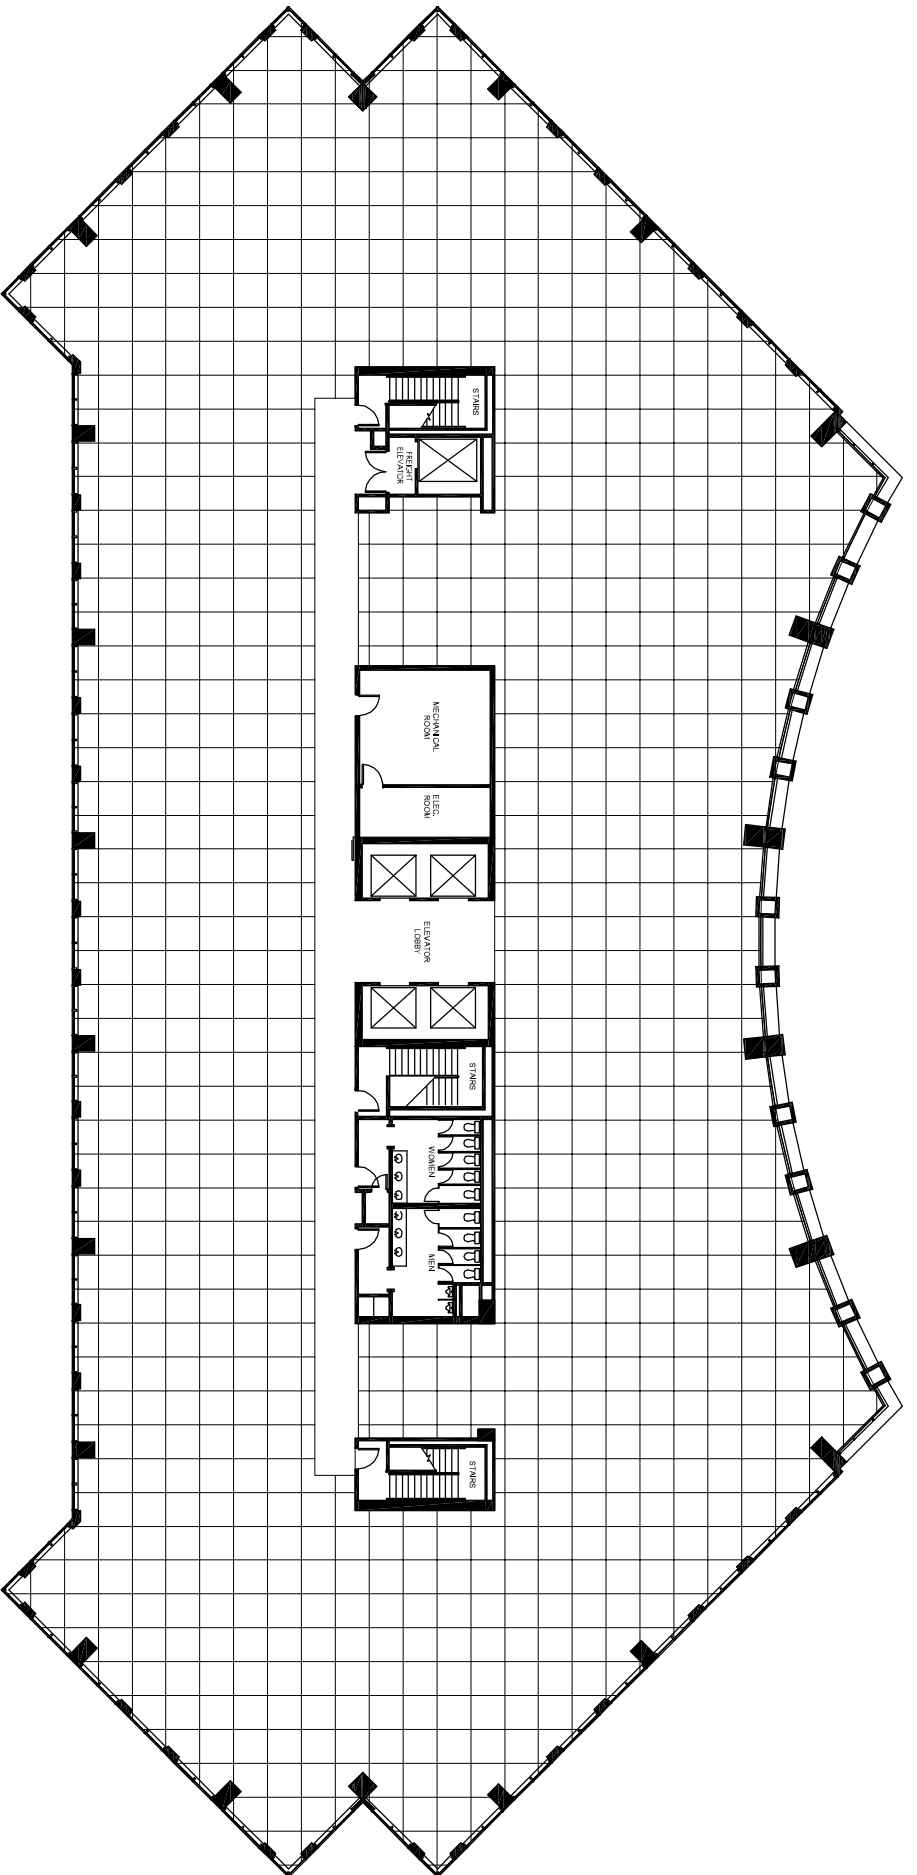 STAIRS
FREIGHT
ELEVATOR
MECHANICAL
ROOM
ELEC.
ROOM
ELEVATOR
LOBBY
STAIRS
WOMEN
MEN
STAIRS